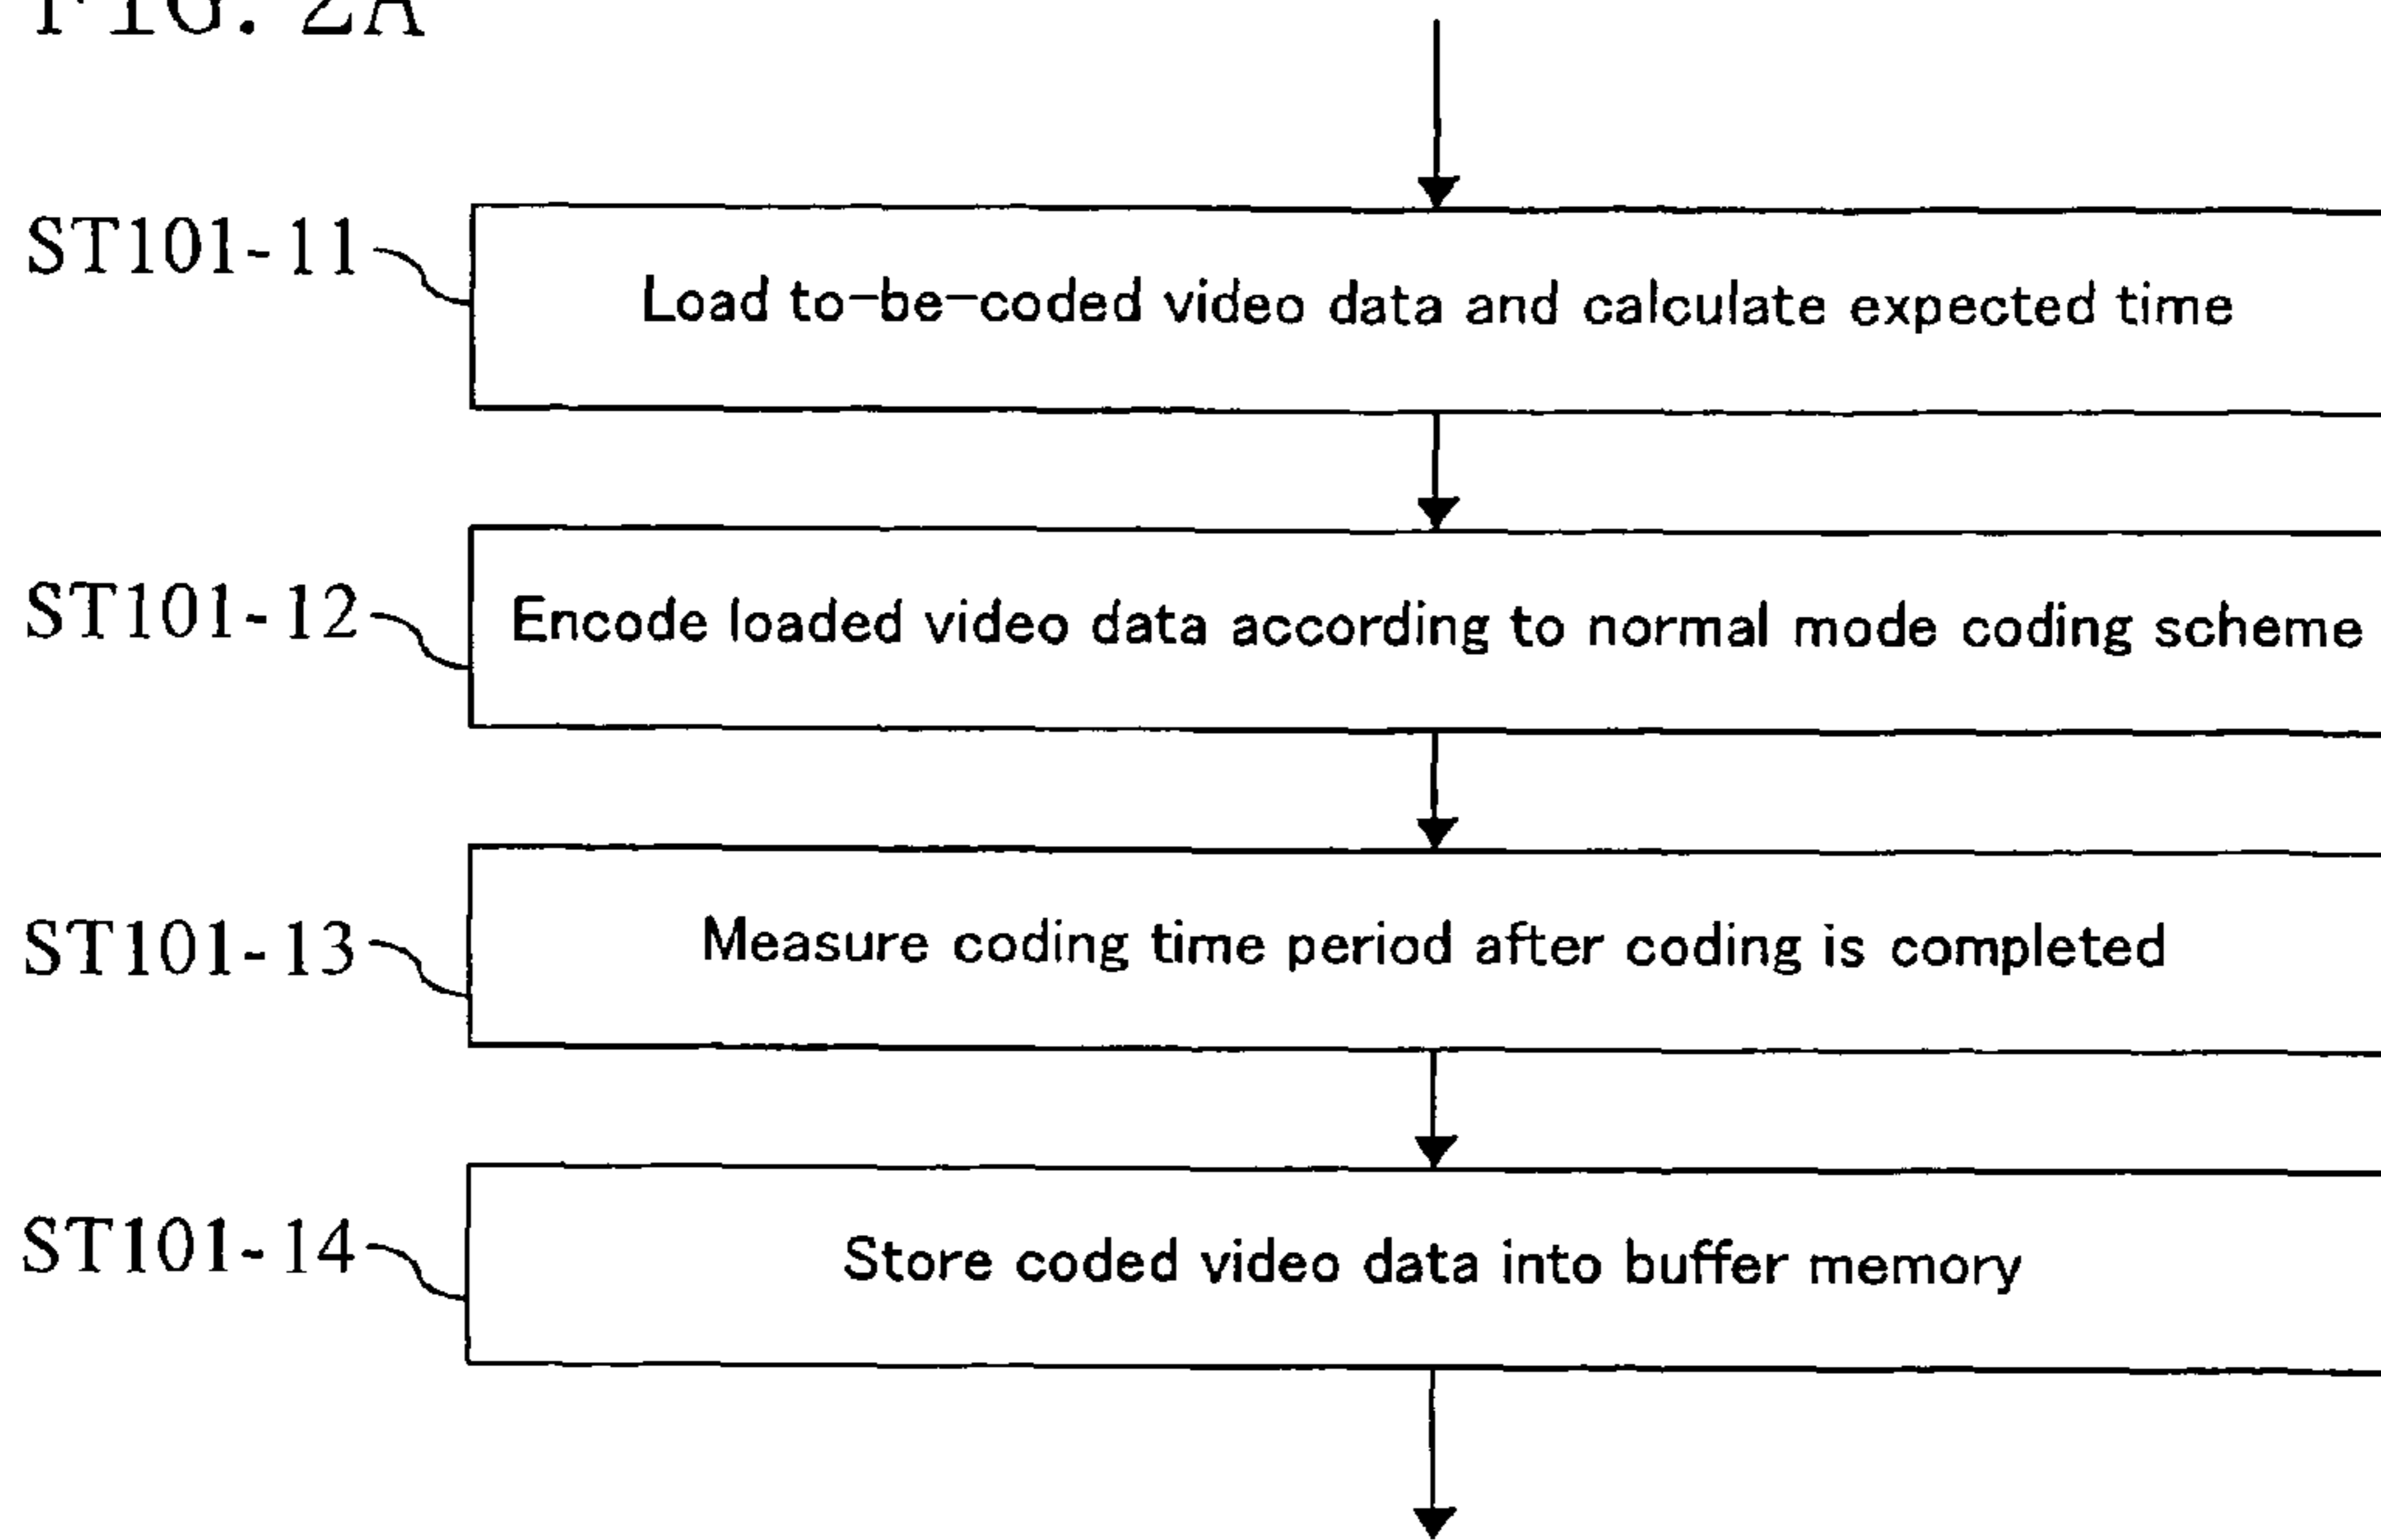 FIG. 2A
ST101-11
Load to-be-coded video data and calculate expected time
ST101-12
Encode loaded video data according to normal mode coding scheme
ST101-13
Measure coding time period after coding is completed
ST101-14
Store coded video data into buffer memory